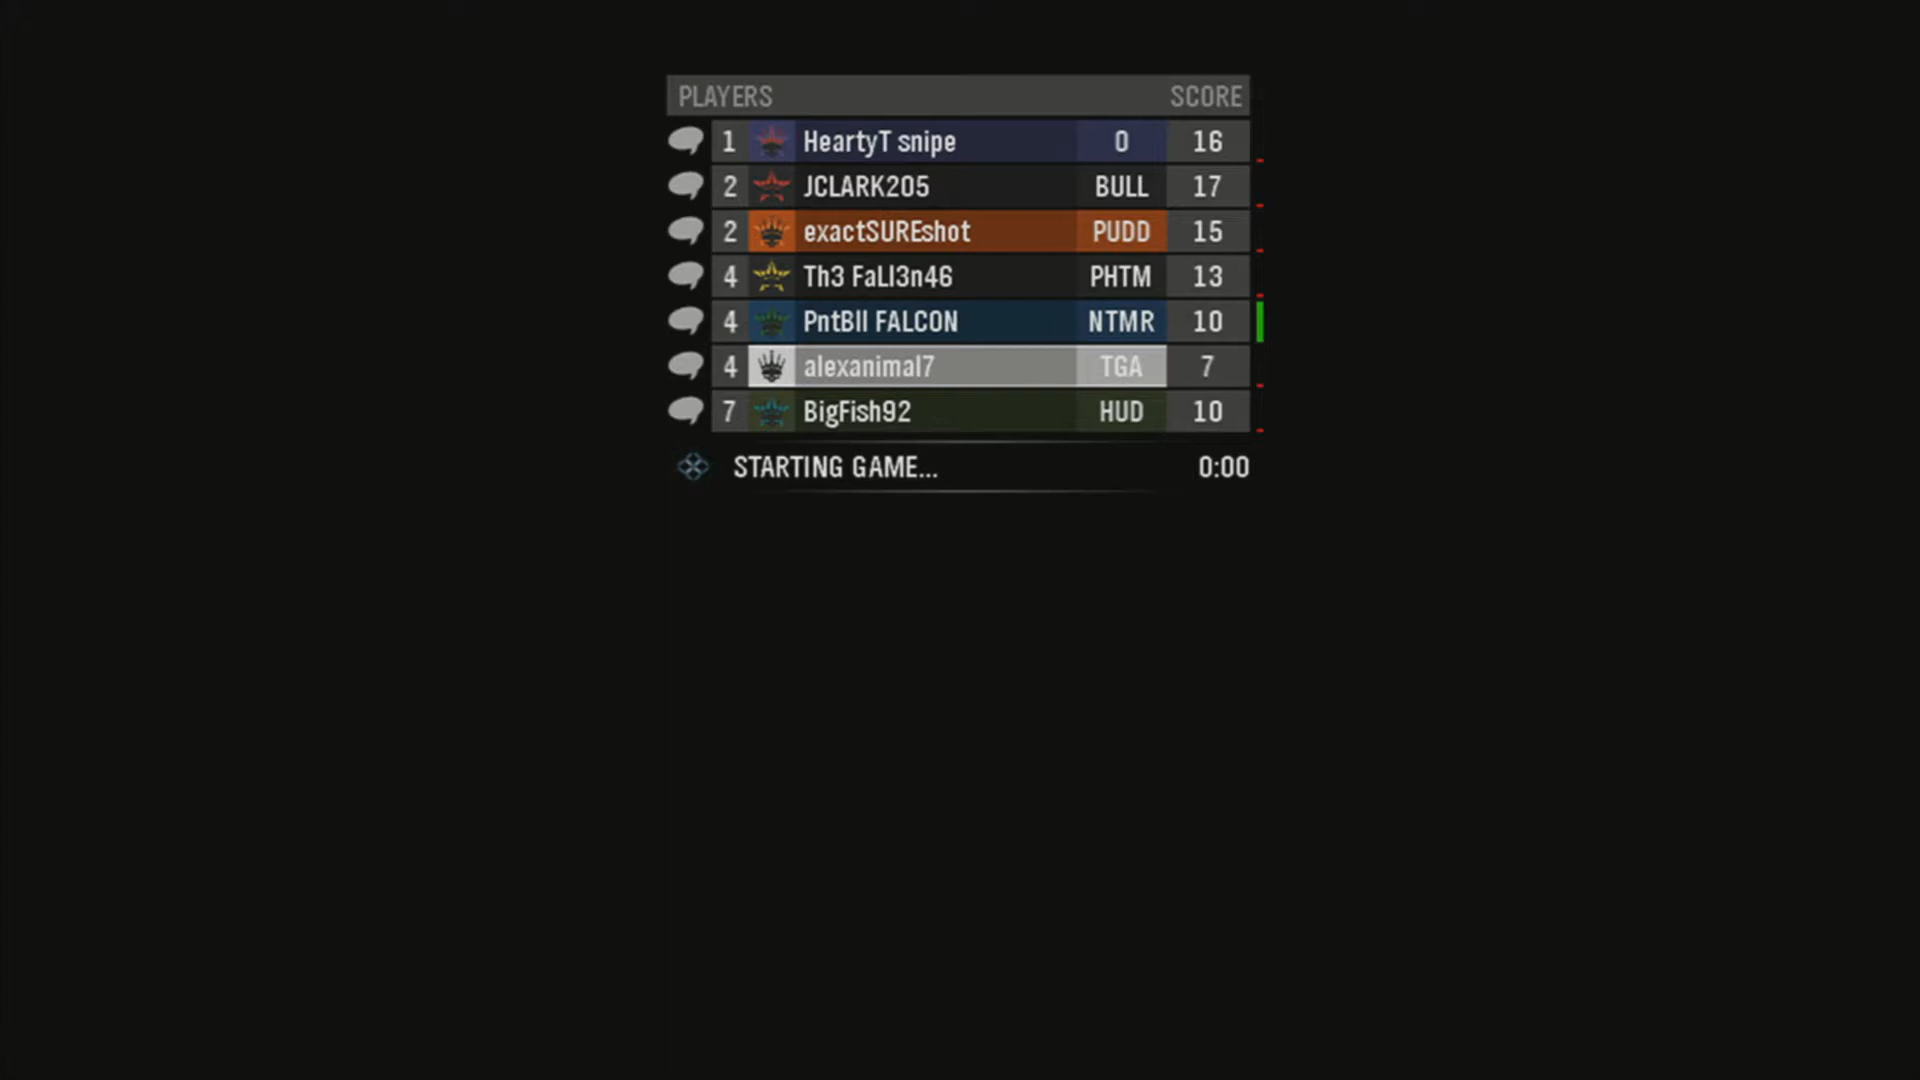 PLAYERS SCORE
1 HeartyT snipe 0 16
2 JCLARK205 BULL 17
2 exactSUREshot PUDD 15
4 Th3 FaLl3n46 PHTM 13
4 PntBll FALCON NTMR 10
4 alexanimal7 TGA 7
7 BigFish92 HUD 10
STARTING GAME... 0:00